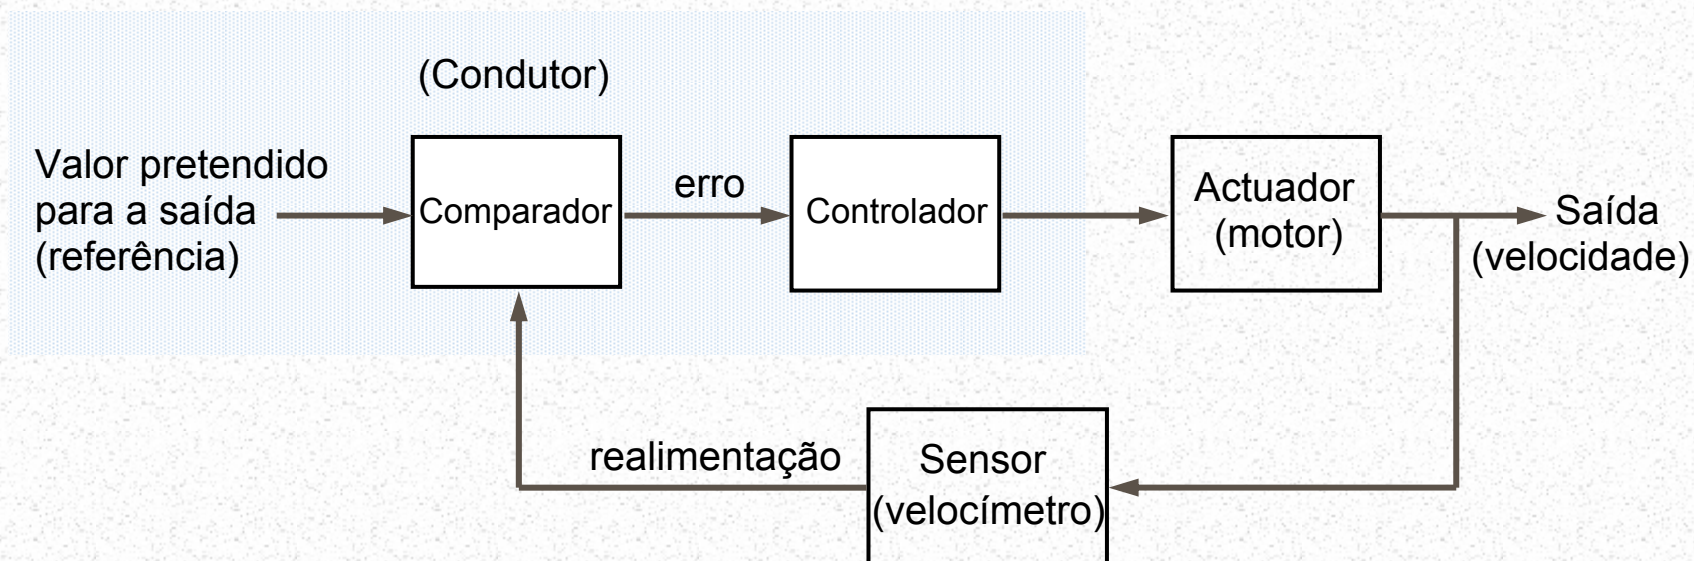 (Condutor)
Valor pretendido
para a saída
(referência)
Comparador
erro
Controlador
Actuador
(motor)
Saída
(velocidade)
realimentação
Sensor
(velocímetro)